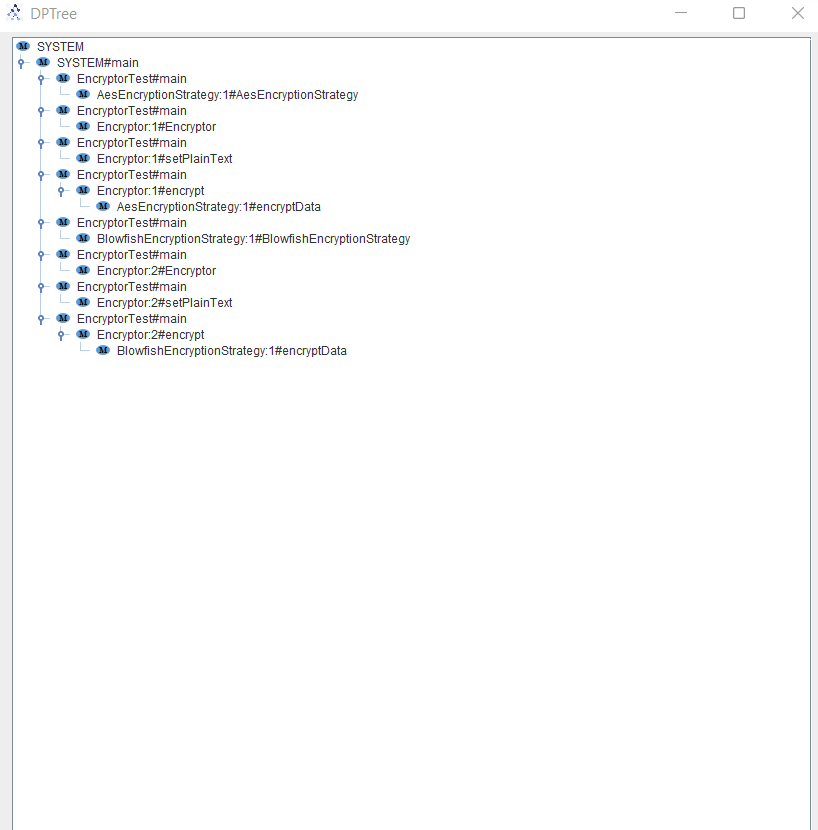 DPTree
SYSTEM
SYSTEM#main
EncryptorTest#main
AesEncryptionStrategy:1#AesEncryptionStrategy
EncryptorTest#main
Encryptor:1#Encryptor
EncryptorTest#main
Encryptor:1#setPlainText
EncryptorTest#main
Encryptor:1#encrypt
AesEncryptionStrategy:1#encryptData
EncryptorTest#main
BlowfishEncryptionStrategy:1#BlowfishEncryptionStrategy
EncryptorTest#main
Encryptor:2#Encryptor
EncryptorTest#main
Encryptor:2#setPlainText
EncryptorTest#main
Encryptor:2#encrypt
BlowfishEncryptionStrategy:1#encryptData